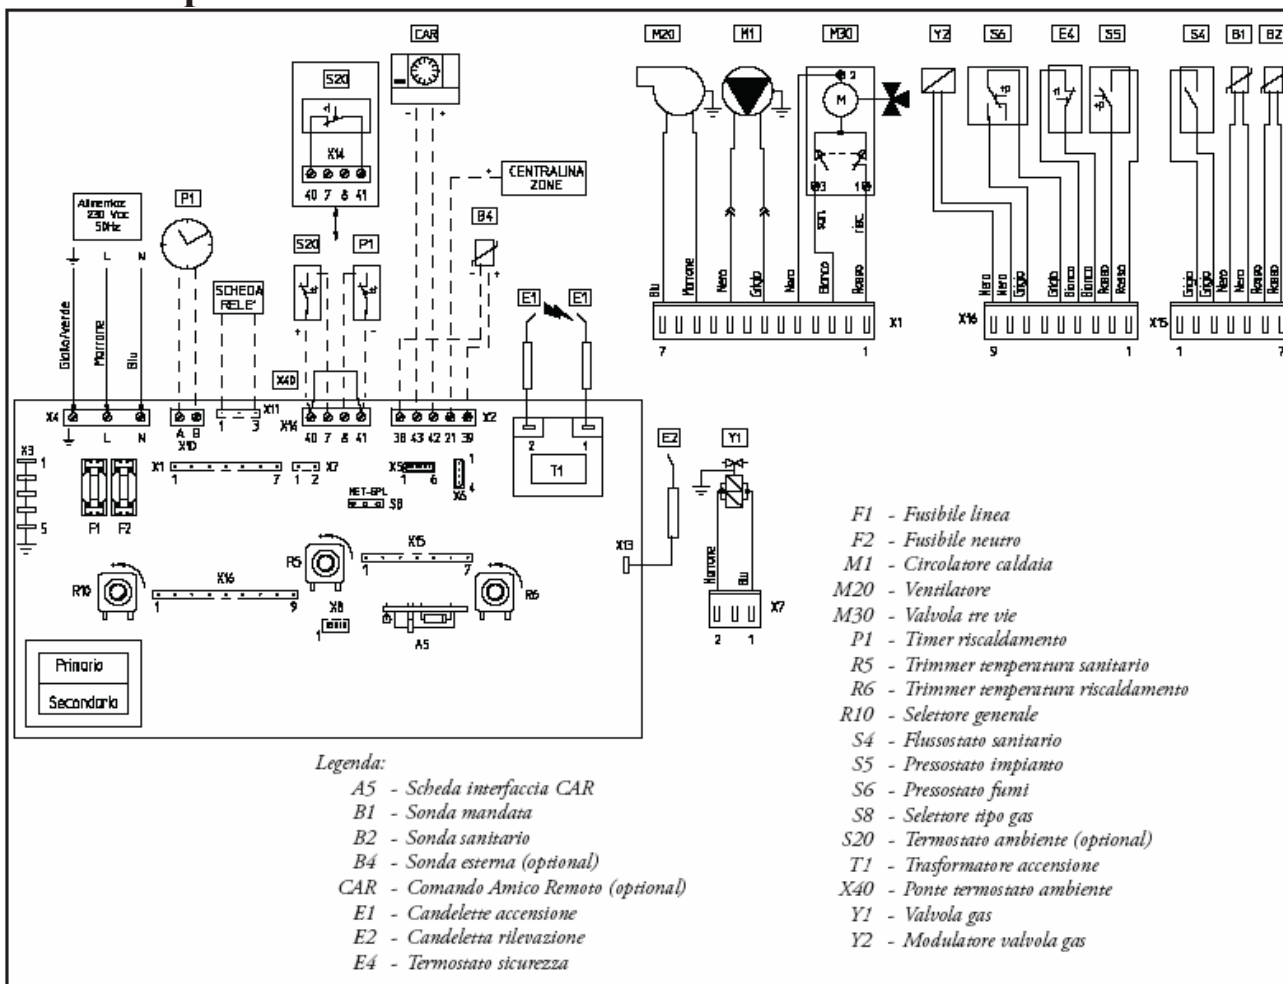 CAR
M20 M1 M30 Y2 S6 E4 S5 S4 B1 B2
S20
2
M
X14
40 7 8 41
CENTRALINA
ZONE
3 1
Alimentaz
230 Vac
50Hz
P1
B4
L N
S20 P1
SCHEDA
RELE'
E1 E1
san. risc.
Giallo/Verde
Marrone
Blu
Blu
Marrone
Nero
Grigio
Nero
Bianco
Rosso
Nero
Nero
Grigio
Grigio
Bianco
Bianco
Rosso
Rosso
Grigio
Grigio
Nero
Nero
Rosso
Rosso
X1 X16 X15
7 1 9 1 1 7
X40
X4 X11 X14 X2
L N A B 1 3 40 7 8 41 38 43 42 21 39 2 1
X10
X3 1 X1 1 7 1 2 X5 1 6 1 X6 4 T1
E2 Y1
MET-GPL
S8
5 F1 F2
X15
R5 1 7 X13
Marrone
Blu
R10 X16 R6
1 9 X8 X7
1 A5 2 1
Primario
Secondario
F1 - Fusibile linea
F2 - Fusibile neutro
M1 - Circolatore caldaia
M20 - Ventilatore
M30 - Valvola tre vie
P1 - Timer riscaldamento
R5 - Trimmer temperatura sanitario
R6 - Trimmer temperatura riscaldamento
R10 - Selettore generale
S4 - Flussostato sanitario
S5 - Pressostato impianto
S6 - Pressostato fumi
S8 - Selettore tipo gas
S20 - Termostato ambiente (optional)
T1 - Trasformatore accensione
X40 - Ponte termostato ambiente
Y1 - Valvola gas
Y2 - Modulatore valvola gas
Legenda:
A5 - Scheda interfaccia CAR
B1 - Sonda mandata
B2 - Sonda sanitario
B4 - Sonda esterna (optional)
CAR - Comando Amico Remoto (optional)
E1 - Candelette accensione
E2 - Candeletta rilevazione
E4 - Termostato sicurezza